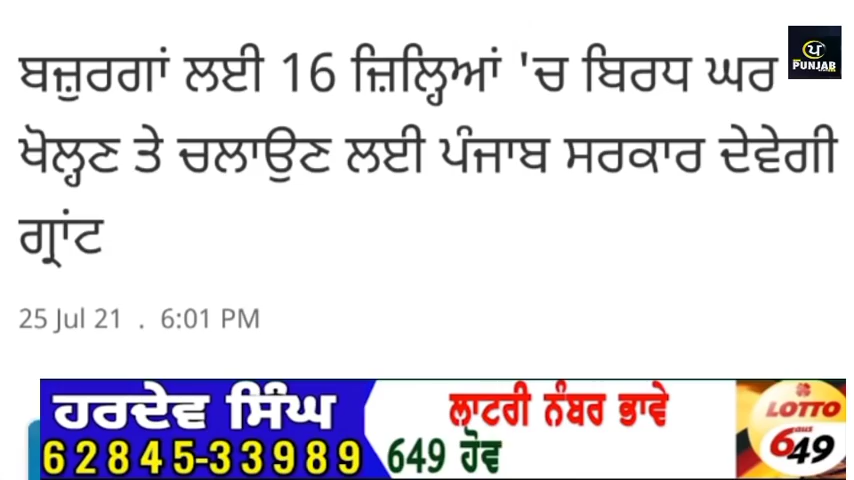 ਬਜ਼ੁਰਗਾਂ ਲਈ 16 ਜ਼ਿਲ੍ਹਿਆਂ 'ਚ ਬਿਰਧ ਘਰ
ਖੋਲ੍ਹਣ ਤੇ ਚਲਾਉਣ ਲਈ ਪੰਜਾਬ ਸਰਕਾਰ ਦੇਵੇਗੀ
ਗ੍ਰਾਂਟ
25 Jul 21 . 6:01 PM
ਪ
PUNJAB
ਹਰਦੇਵ ਸਿੰਘ
62845-33989
ਲਾਟਰੀ ਨੰਬਰ ਭਾਵੇ
649 ਹੋਵ
LOTTO
649